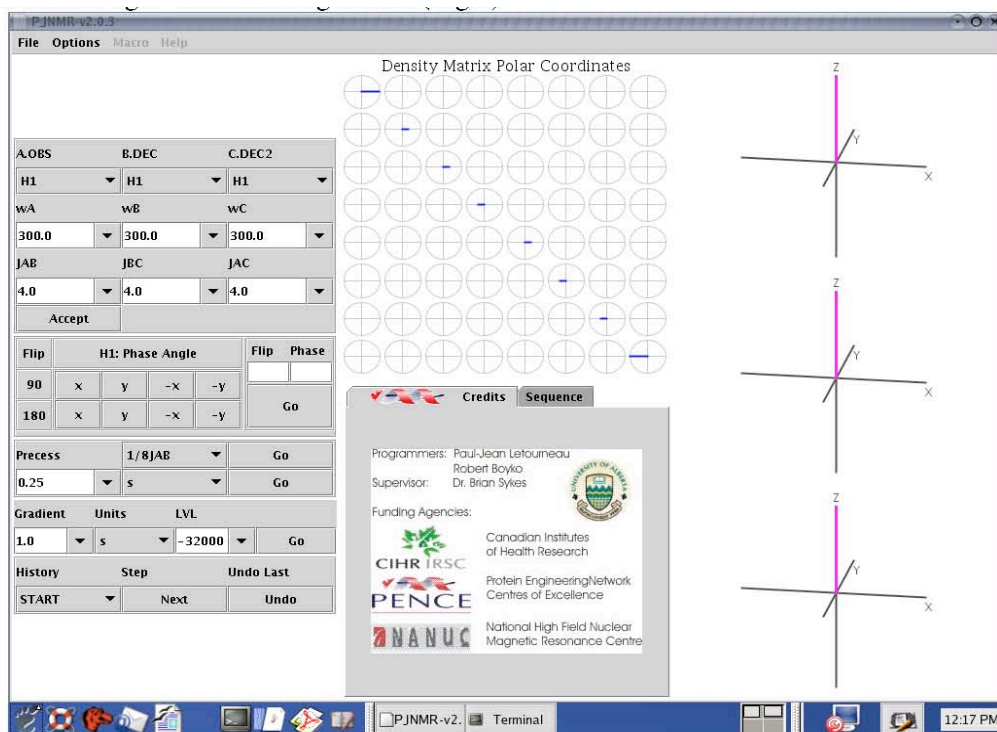 PJNMR-v2.0.3
File Options Macro Help
Density Matrix Polar Coordinates
A.OBS B.DEC C.DEC2
H1 H1 H1
wA wB wC
300.0 300.0 300.0
JAB JBC JAC
4.0 4.0 4.0
Accept
Flip H1: Phase Angle Flip Phase
90 x y -x -y
180 x y -x -y
Go
Precess 1/8JAB Go
0.25 s Go
Gradient Units LVL
1.0 s -32000 Go
History Step Undo Last
START Next Undo
Credits Sequence
Programmers: Paul-Jean Letourneau
Robert Boyko
Supervisor: Dr. Brian Sykes
UNIVERSITY OF ALBERTA
Funding Agencies:
CIHR IRSC
Canadian Institutes
of Health Research
PENCE
Protein EngineeringNetwork
Centres of Excellence
NANUC
National High Field Nuclear
Magnetic Resonance Centre
Z
Y
X
Z
Y
X
Z
Y
X
PJNMR-v2. Terminal
12:17 PM